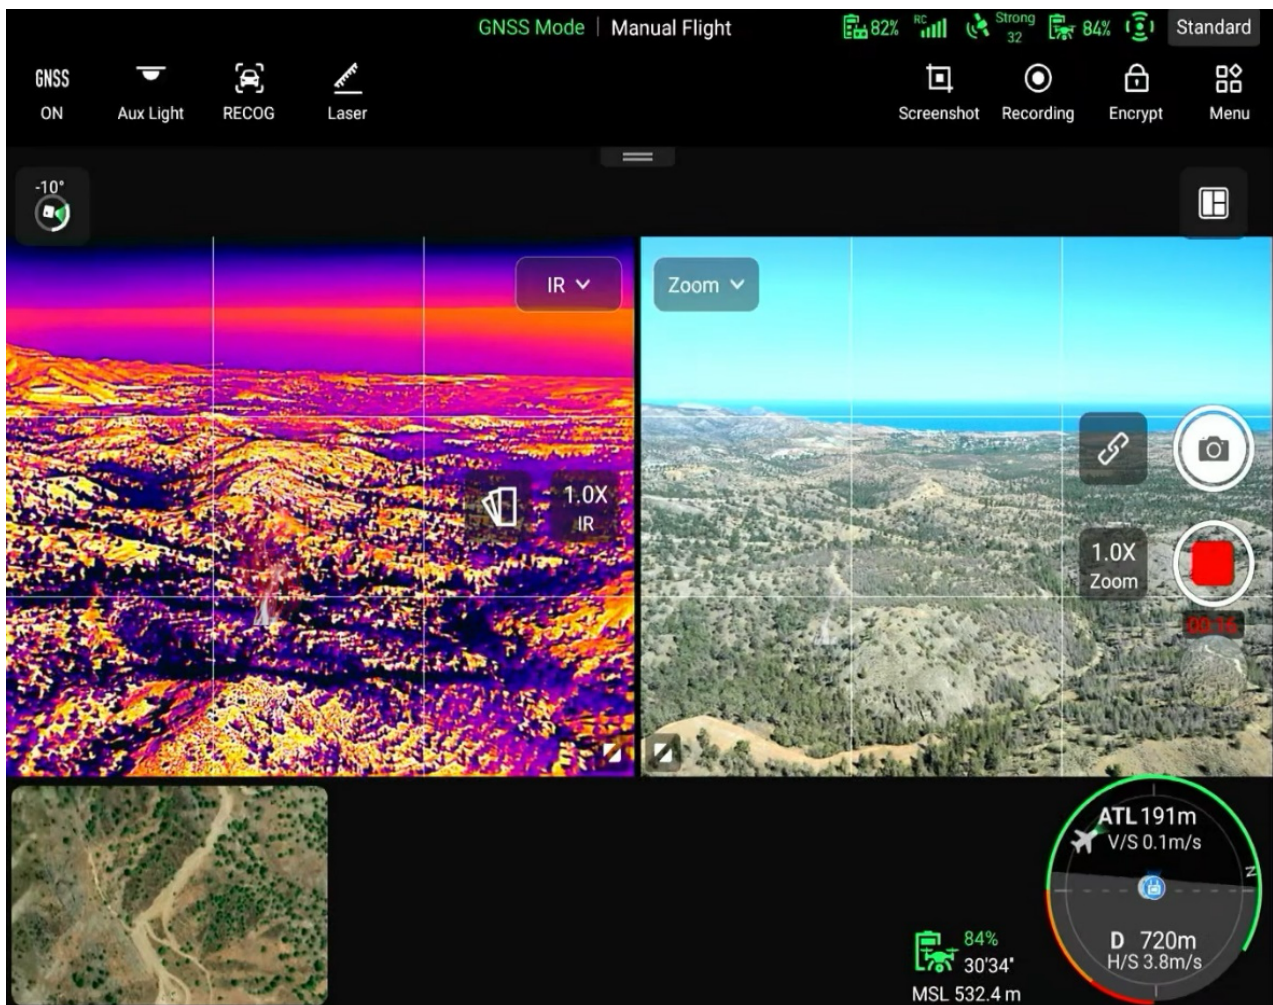 GNSS Mode | Manual Flight
82%
RC
Strong
32
84%
Standard
GNSS
ON
Aux Light
RECOG
Laser
Screenshot
Recording
Encrypt
Menu
-10°
IR
Zoom
1.0X
IR
1.0X
Zoom
00:16
ATL 191m
V/S 0.1m/s
N
D 720m
H/S 3.8m/s
84%
30'34"
MSL 532.4 m